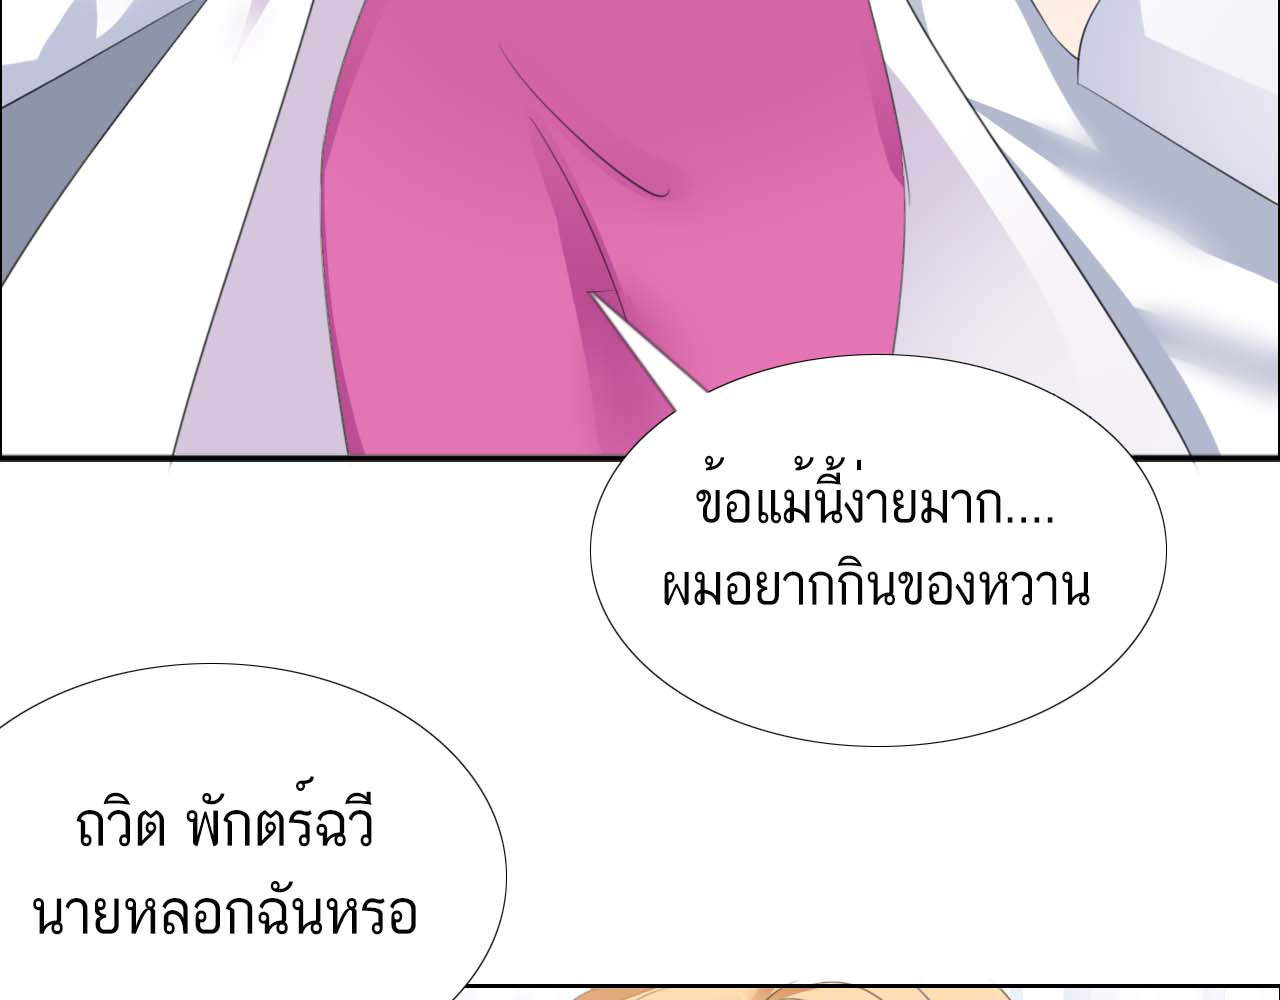 ข้อแม้นี้ง่ายมาก....
ผมอยากกินของหวาน
ถวิต พักตร์ฉวี
นายหลอกฉันหรอ